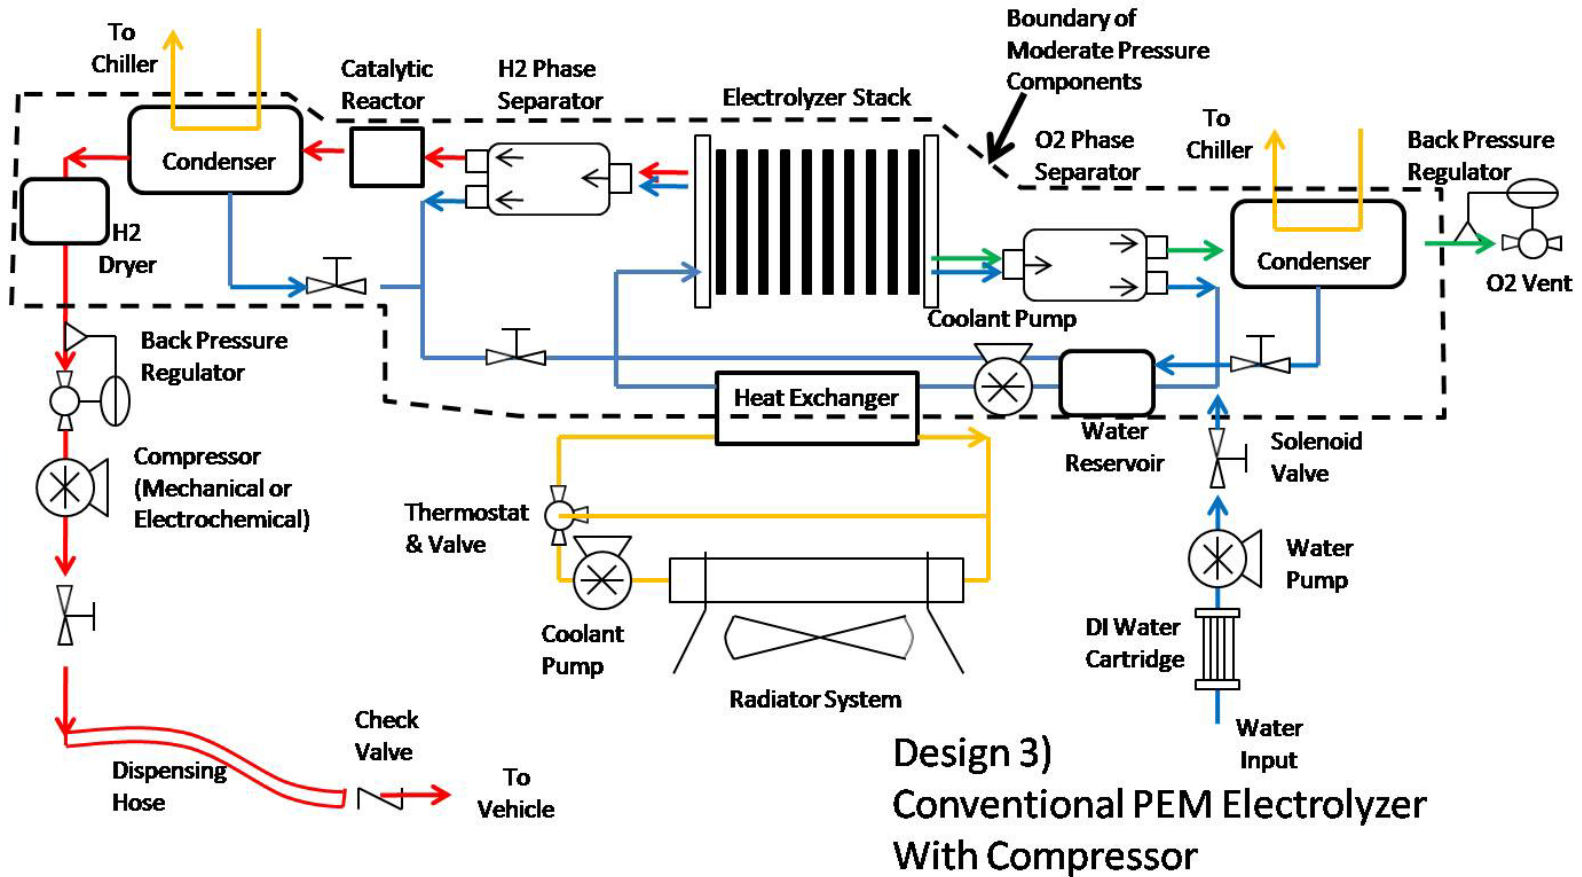 To
Chiller
Catalytic
Reactor
H2 Phase
Separator
Electrolyzer Stack
Boundary of
Moderate Pressure
Components
O2 Phase
Separator
To
Chiller
Back Pressure
Regulator
Condenser
H2
Dryer
Condenser
O2 Vent
Coolant Pump
Back Pressure
Regulator
Heat Exchanger
Water
Reservoir
Solenoid
Valve
Compressor
(Mechanical or
Electrochemical)
Thermostat
& Valve
Water
Pump
Coolant
Pump
DI Water
Cartridge
Radiator System
Check
Valve
Water
Input
Dispensing
Hose
To
Vehicle
Design 3)
Conventional PEM Electrolyzer
With Compressor